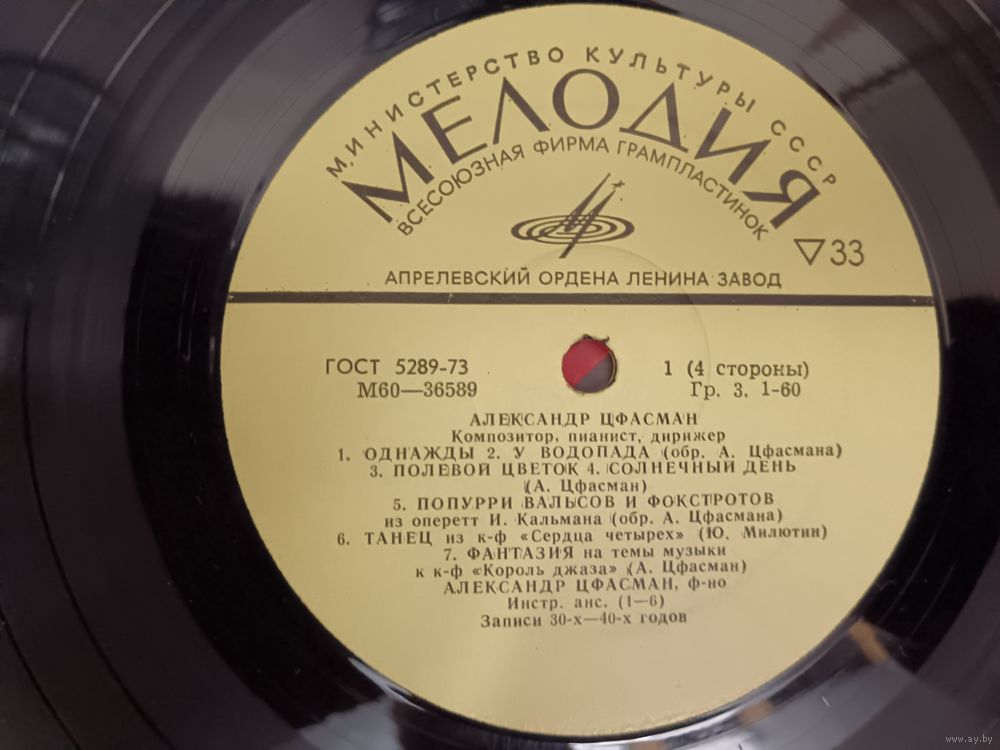 МИНИСТЕРСТВО КУЛЬТУРЫ СССР
МЕЛОДИЯ
ВСЕСОЮЗНАЯ ФИРМА ГРАМПЛАСТИНОК
▽33
АПРЕЛЕВСКИЙ ОРДЕНА ЛЕНИНА ЗАВОД
ГОСТ 5289-73
М60—36589
1 (4 стороны)
Гр. 3. 1-60
АЛЕКСАНДР ЦФАСМАН
Композитор, пианист, дирижер
1. ОДНАЖДЫ 2. У ВОДОПАДА (обр. А. Цфасмана)
3. ПОЛЕВОЙ ЦВЕТОК 4. СОЛНЕЧНЫЙ ДЕНЬ
(А. Цфасман)
5. ПОПУРРИ ВАЛЬСОВ И ФОКСТРОТОВ
из оперетт И. Кальмана (обр. А. Цфасмана)
6. ТАНЕЦ из к-ф «Сердца четырех» (Ю. Милютин)
7. ФАНТАЗИЯ на темы музыки
к к-ф «Король джаза» (А. Цфасман)
АЛЕКСАНДР ЦФАСМАН, ф-но
Инстр. анс. (1—6)
Записи 30-х—40-х годов
www.ay.by